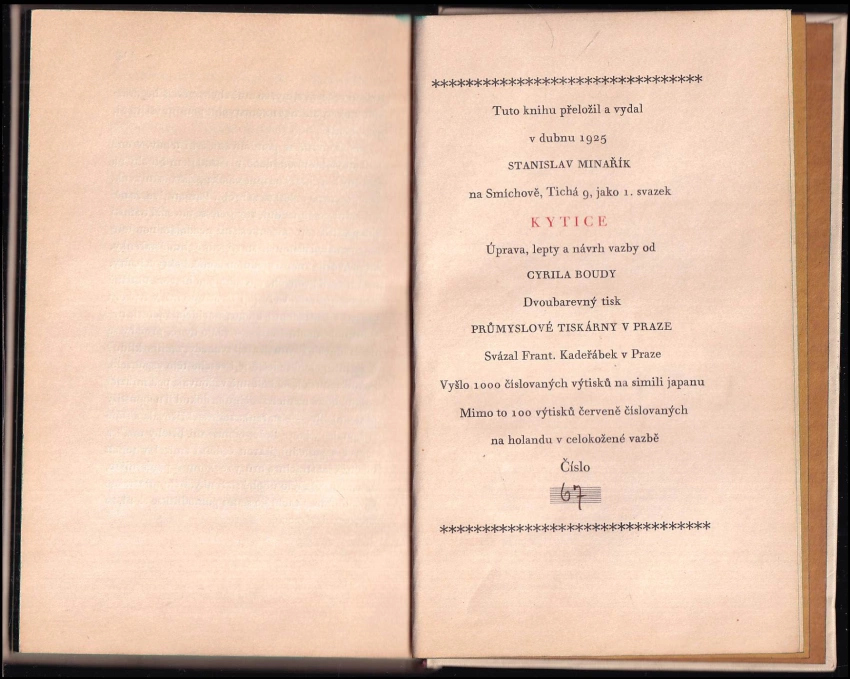 ********************************
Tuto knihu přeložil a vydal
v dubnu 1925
STANISLAV MINAŘÍK
na Smíchově, Tichá 9, jako 1. svazek
KYTICE
Úprava, lepty a návrh vazby od
CYRILA BOUDY
Dvoubarevný tisk
PRŮMYSLOVÉ TISKÁRNY V PRAZE
Svázal Frant. Kadeřábek v Praze
Vyšlo 1000 číslovaných výtisků na simili japanu
Mimo to 100 výtisků červeně číslovaných
na holandu v celokožené vazbě
Číslo
67
********************************